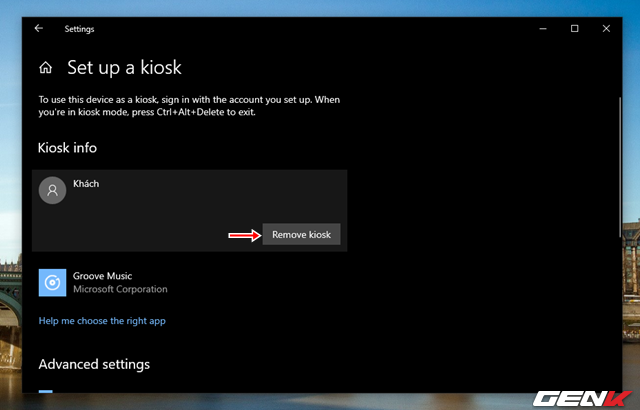 Settings
Set up a kiosk
To use this device as a kiosk, sign in with the account you set up. When
you're in kiosk mode, press Ctrl+Alt+Delete to exit.
Kiosk info
Khách
Remove kiosk
Groove Music
Microsoft Corporation
Help me choose the right app
Advanced settings
GENK